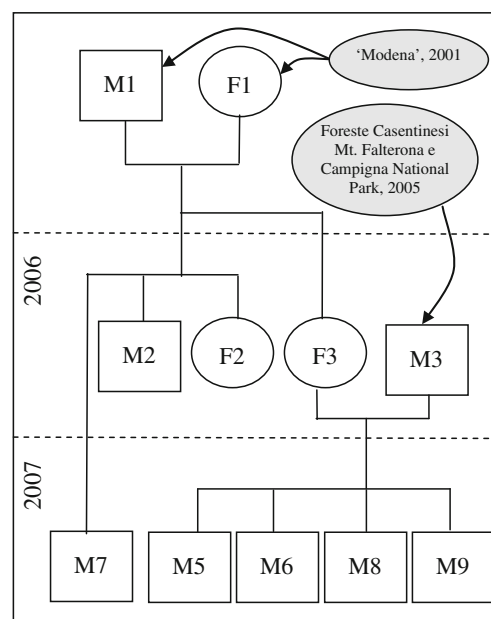 M1
F1
‘Modena’, 2001
Foreste Casentinesi
Mt. Falterona e
Campigna National
Park, 2005
2006
M2
F2
F3
M3
2007
M7
M5
M6
M8
M9